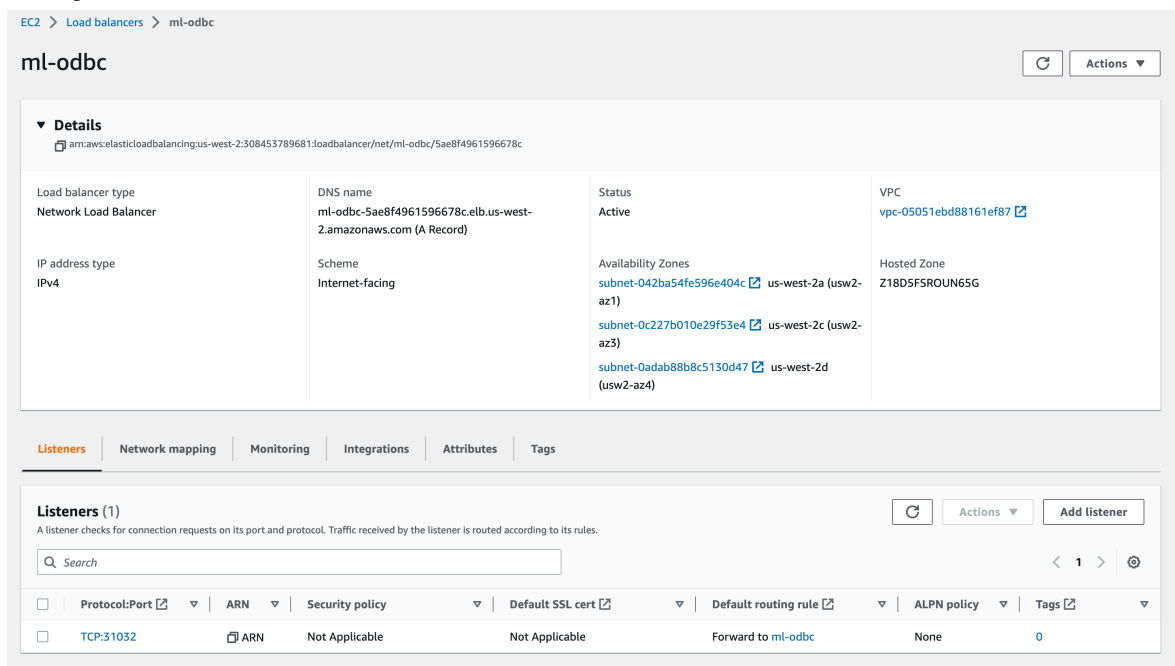 EC2 > Load balancers > ml-odbc
ml-odbc
Actions
Details
arn:aws:elasticloadbalancing:us-west-2:308453789681:loadbalancer/net/ml-odbc/5ae8f4961596678c
Load balancer type
Network Load Balancer
DNS name
ml-odbc-5ae8f4961596678c.elb.us-west-
2.amazonaws.com (A Record)
Status
Active
VPC
vpc-05051ebd88161ef87
IP address type
IPv4
Scheme
Internet-facing
Availability Zones
subnet-042ba54fe596e404c us-west-2a (usw2-
az1)
subnet-0c227b010e29f53e4 us-west-2c (usw2-
az3)
subnet-0adab88b8c5130d47 us-west-2d
(usw2-az4)
Hosted Zone
Z18D5FSROUN65G
Listeners Network mapping Monitoring Integrations Attributes Tags
Listeners (1)
A listener checks for connection requests on its port and protocol. Traffic received by the listener is routed according to its rules.
Actions Add listener
Search
< 1 >
Protocol:Port ARN Security policy Default SSL cert Default routing rule ALPN policy Tags
TCP:31032 ARN Not Applicable Not Applicable Forward to ml-odbc None 0